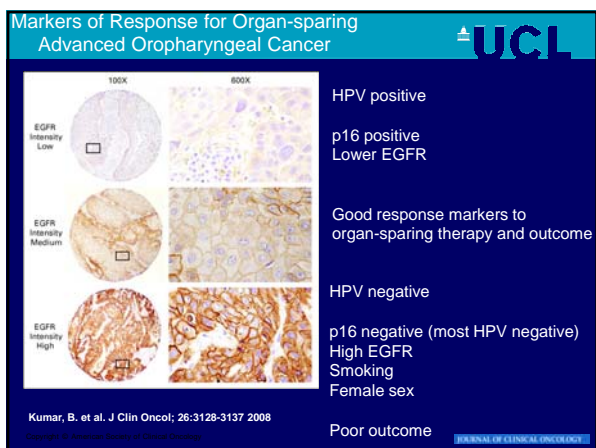 Markers of Response for Organ-sparing
Advanced Oropharyngeal Cancer
UCL
100X
600X
EGFR
Intensity
Low
EGFR
Intensity
Medium
EGFR
Intensity
High
HPV positive
p16 positive
Lower EGFR
Good response markers to
organ-sparing therapy and outcome
HPV negative
p16 negative (most HPV negative)
High EGFR
Smoking
Female sex
Poor outcome
Kumar, B. et al. J Clin Oncol; 26:3128-3137 2008
JOURNAL OF CLINICAL ONCOLOGY